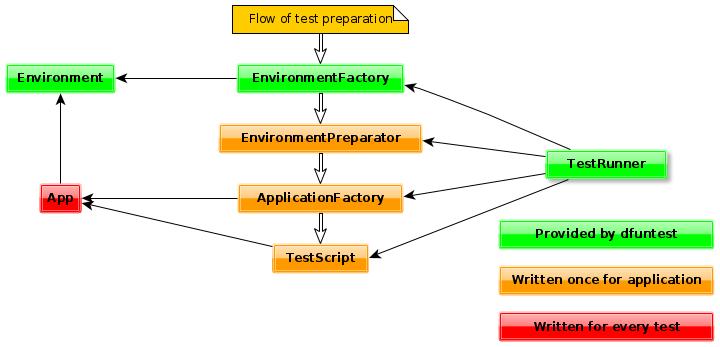 Flow of test preparation
Environment
EnvironmentFactory
EnvironmentPreparator
TestRunner
App
ApplicationFactory
TestScript
Provided by dfuntest
Written once for application
Written for every test